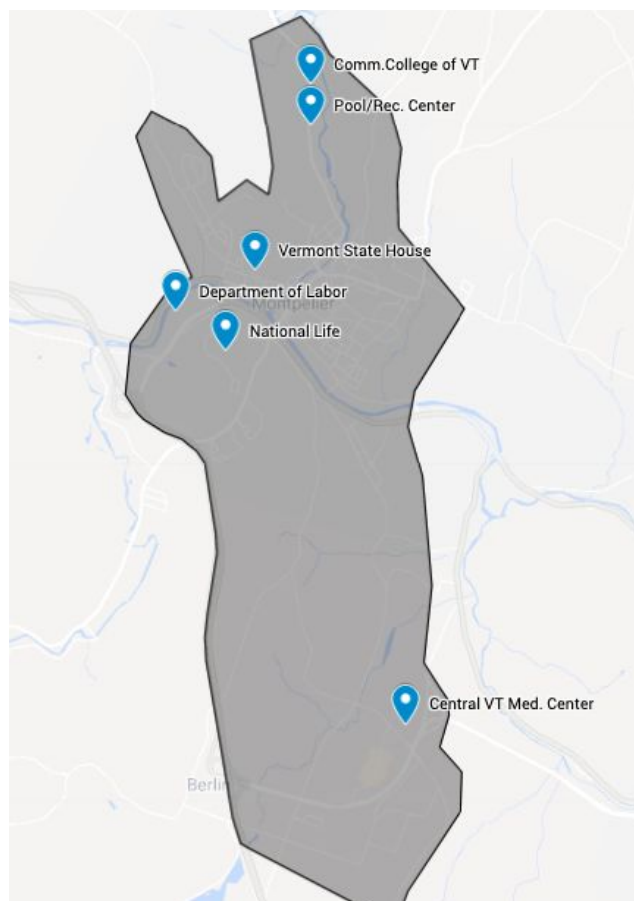 Comm.College of VT
Pool/Rec. Center
Vermont State House
Department of Labor
Montpelier
National Life
Central VT Med. Center
Berlin